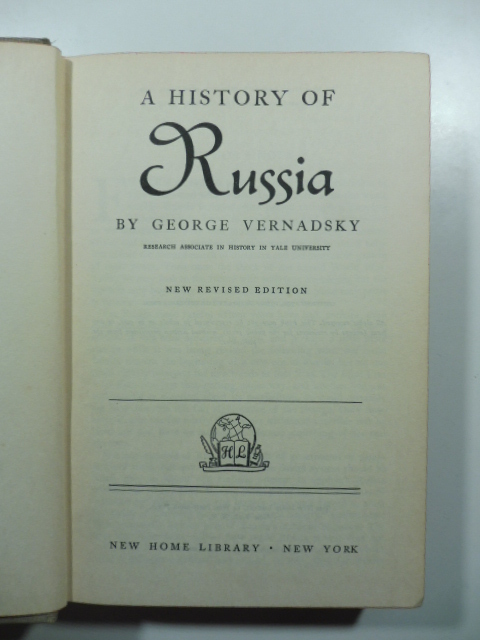 A HISTORY OF
Russia
BY GEORGE VERNADSKY
RESEARCH ASSOCIATE IN HISTORY IN YALE UNIVERSITY
NEW REVISED EDITION
H L
NEW HOME LIBRARY · NEW YORK